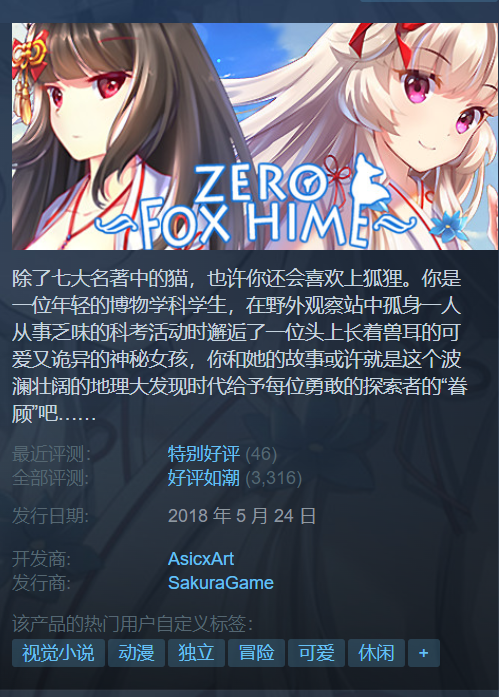 ZERO
~FOX HIME~
除了七大名著中的猫，也许你还会喜欢上狐狸。你是
一位年轻的博物学科学生，在野外观察站中孤身一人
从事乏味的科考活动时邂逅了一位头上长着兽耳的可
爱又诡异的神秘女孩，你和她的故事或许就是这个波
澜壮阔的地理大发现时代给予每位勇敢的探索者的“眷
顾”吧……
最近评测： 特别好评 (46)
全部评测： 好评如潮 (3,316)
发行日期: 2018 年 5 月 24 日
开发商: AsicxArt
发行商: SakuraGame
该产品的热门用户自定义标签：
视觉小说 动漫 独立 冒险 可爱 休闲 +